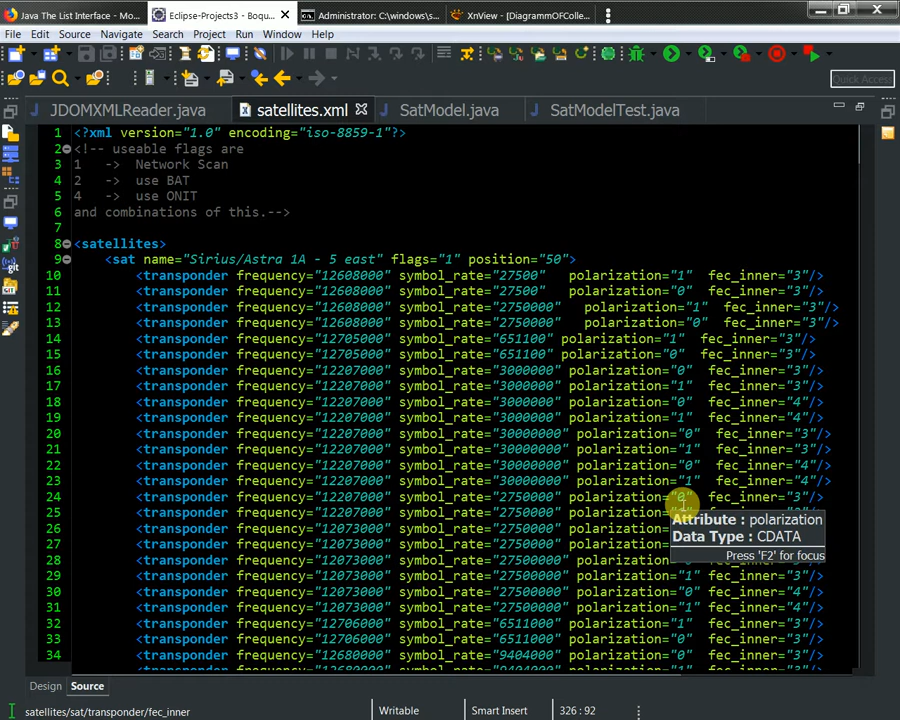 Java The List Interface - Mo...
Eclipse-Projects3 - Boqu...
Administrator: C:\windows\s...
XnView - [DiagrammOFColle...
File Edit Source Navigate Search Project Run Window Help
Quick Access
JDOMXMLReader.java
satellites.xml
SatModel.java
SatModelTest.java
1 <?xml version="1.0" encoding="iso-8859-1"?>
2 <!-- useable flags are
3 1 -> Network Scan
4 2 -> use BAT
5 4 -> use ONIT
6 and combinations of this.-->
7
8 <satellites>
9 <sat name="Sirius/Astra 1A - 5 east" flags="1" position="50">
10 <transponder frequency="12608000" symbol_rate="27500" polarization="1" fec_inner="3"/>
11 <transponder frequency="12608000" symbol_rate="27500" polarization="0" fec_inner="3"/>
12 <transponder frequency="12608000" symbol_rate="2750000" polarization="1" fec_inner="3"/>
13 <transponder frequency="12608000" symbol_rate="2750000" polarization="0" fec_inner="3"/>
14 <transponder frequency="12705000" symbol_rate="651100" polarization="1" fec_inner="3"/>
15 <transponder frequency="12705000" symbol_rate="651100" polarization="0" fec_inner="3"/>
16 <transponder frequency="12207000" symbol_rate="3000000" polarization="0" fec_inner="3"/>
17 <transponder frequency="12207000" symbol_rate="3000000" polarization="1" fec_inner="3"/>
18 <transponder frequency="12207000" symbol_rate="3000000" polarization="0" fec_inner="4"/>
19 <transponder frequency="12207000" symbol_rate="3000000" polarization="1" fec_inner="4"/>
20 <transponder frequency="12207000" symbol_rate="30000000" polarization="0" fec_inner="3"/>
21 <transponder frequency="12207000" symbol_rate="30000000" polarization="1" fec_inner="3"/>
22 <transponder frequency="12207000" symbol_rate="30000000" polarization="0" fec_inner="4"/>
23 <transponder frequency="12207000" symbol_rate="30000000" polarization="1" fec_inner="4"/>
24 <transponder frequency="12207000" symbol_rate="2750000" polarization="0" fec_inner="3"/>
25 <transponder frequency="12207000" symbol_rate="2750000" polarization= fec_inner="3"/>
26 <transponder frequency="12073000" symbol_rate="2750000" polarization=
27 <transponder frequency="12073000" symbol_rate="2750000" polarization=
28 <transponder frequency="12073000" symbol_rate="27500000" polarization="0" fec_inner="3"/>
29 <transponder frequency="12073000" symbol_rate="27500000" polarization="1" fec_inner="3"/>
30 <transponder frequency="12073000" symbol_rate="27500000" polarization="0" fec_inner="4"/>
31 <transponder frequency="12073000" symbol_rate="27500000" polarization="1" fec_inner="4"/>
32 <transponder frequency="12706000" symbol_rate="6511000" polarization="1" fec_inner="3"/>
33 <transponder frequency="12706000" symbol_rate="6511000" polarization="0" fec_inner="3"/>
34 <transponder frequency="12680000" symbol_rate="9404000" polarization="0" fec_inner="3"/>
Attribute : polarization
Data Type : CDATA
Press 'F2' for focus
Design Source
satellites/sat/transponder/fec_inner
Writable
Smart Insert
326 : 92